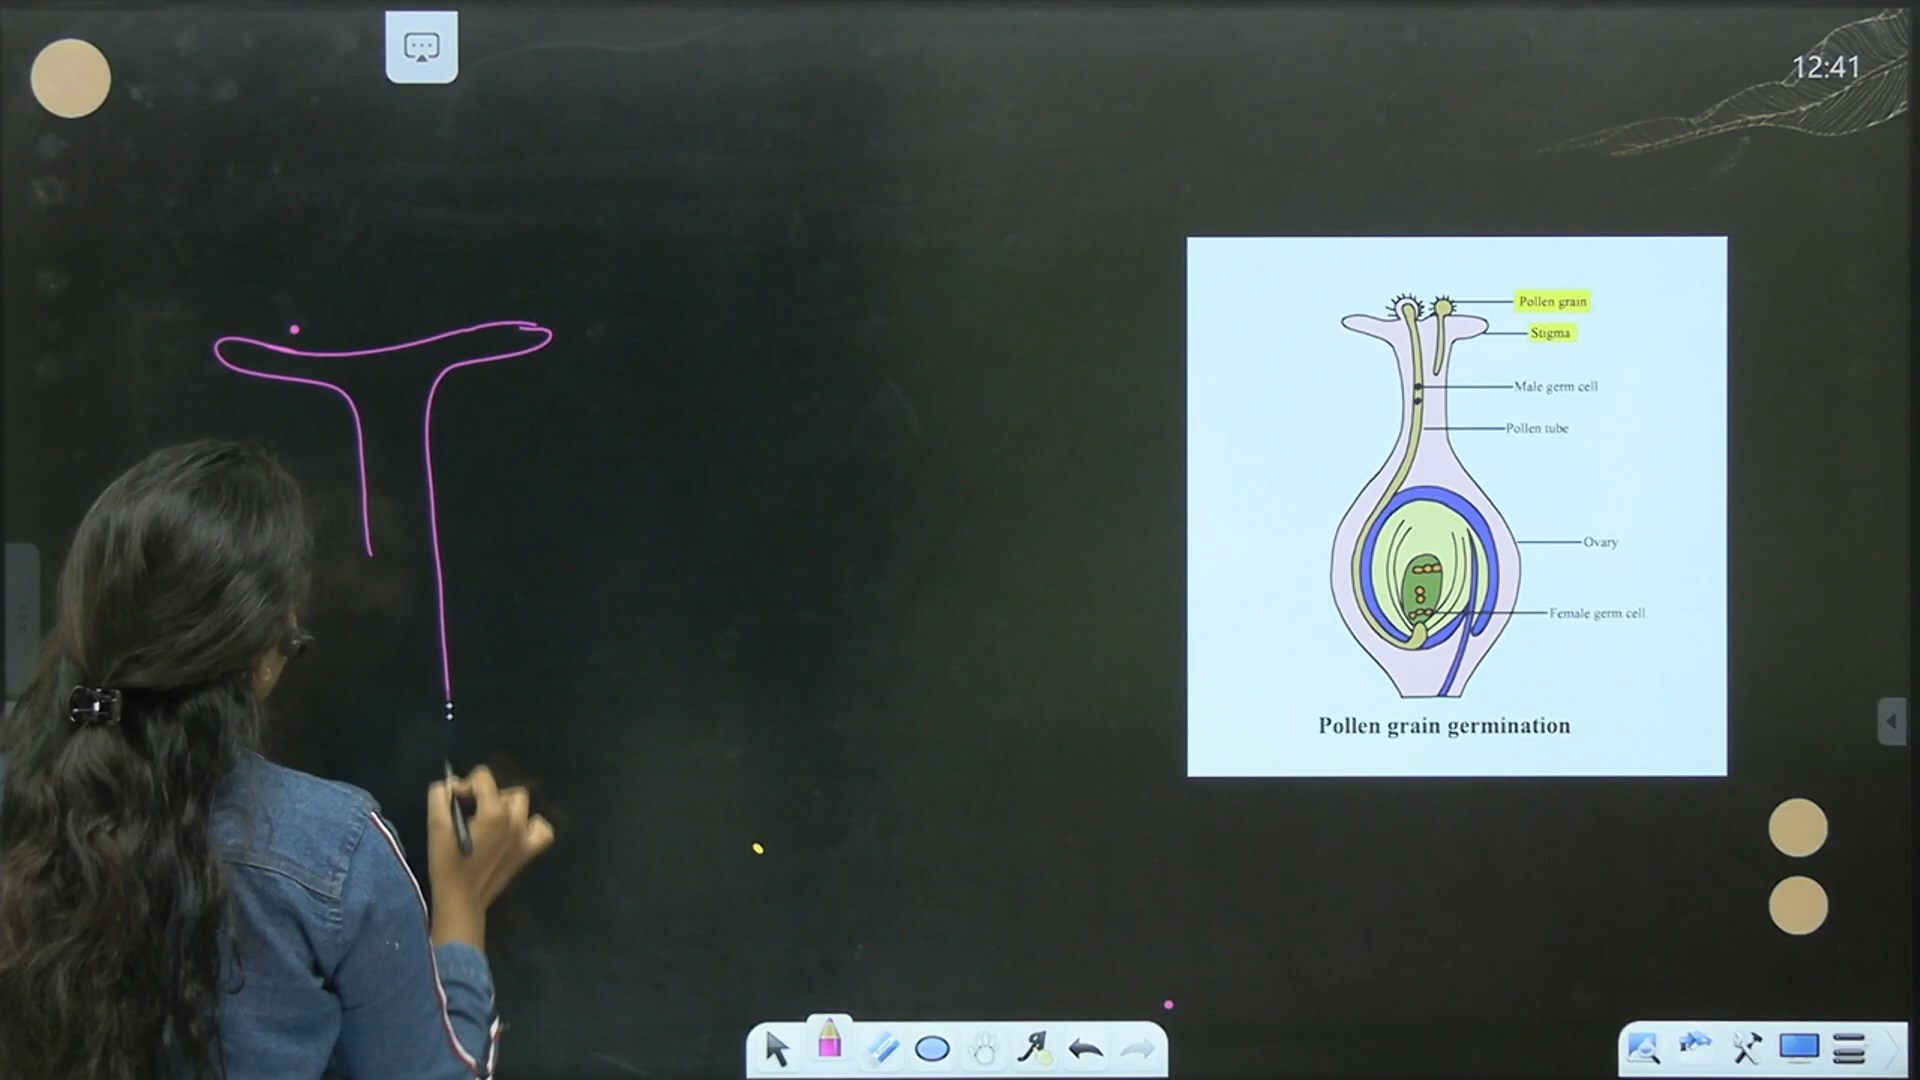 12:41
Pollen grain
Stigma
Male germ cell
Pollen tube
Ovary
Female germ cell
Pollen grain germination